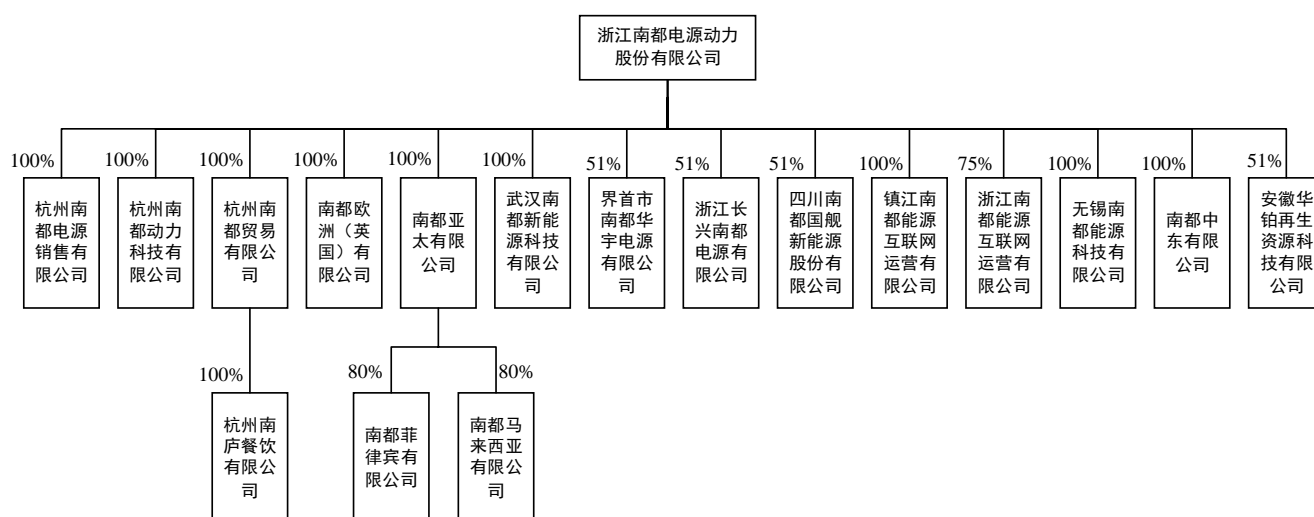 浙江南都电源动力
股份有限公司
100%
100%
100%
100%
100%
100%
51%
51%
51%
100%
75%
100%
100%
51%
杭州南
都电源
销售有
限公司
杭州南
都动力
科技有
限公司
杭州南
都贸易
有限公
司
南都欧
洲（英
国）有
限公司
南都亚
太有限
公司
武汉南
都新能
源科技
有限公
司
界首市
南都华
宇电源
有限公
司
浙江长
兴南都
电源有
限公司
四川南
都国舰
新能源
股份有
限公司
镇江南
都能源
互联网
运营有
限公司
浙江南
都能源
互联网
运营有
限公司
无锡南
都能源
科技有
限公司
南都中
东有限
公司
安徽华
铂再生
资源科
技有限
公司
100%
80%
80%
杭州南
庐餐饮
有限公
司
南都菲
律宾有
限公司
南都马
来西亚
有限公
司